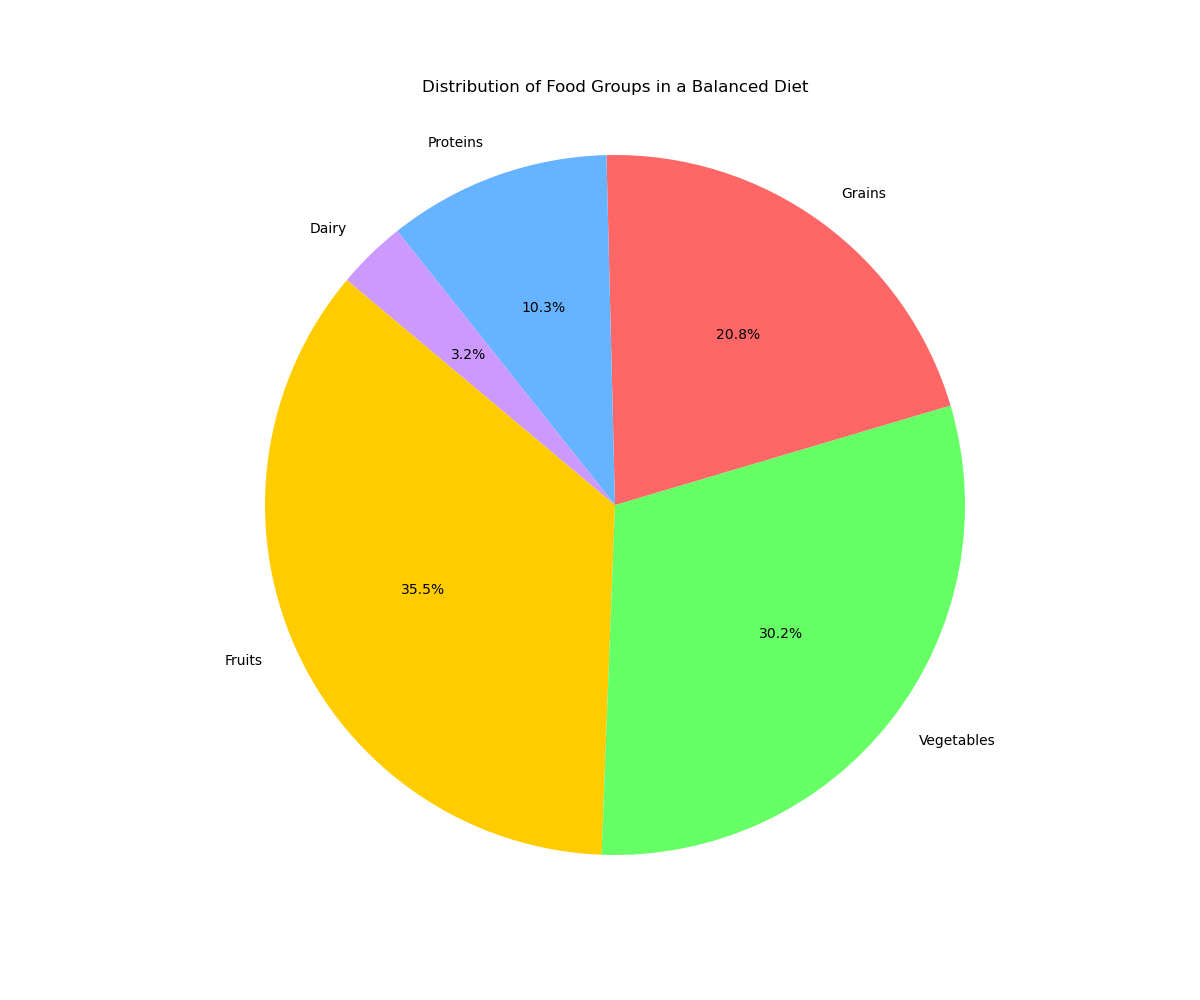 Distribution of Food Groups in a Balanced Diet
Proteins
Grains
Dairy
10.3%
20.8%
3.2%
35.5%
30.2%
Fruits
Vegetables